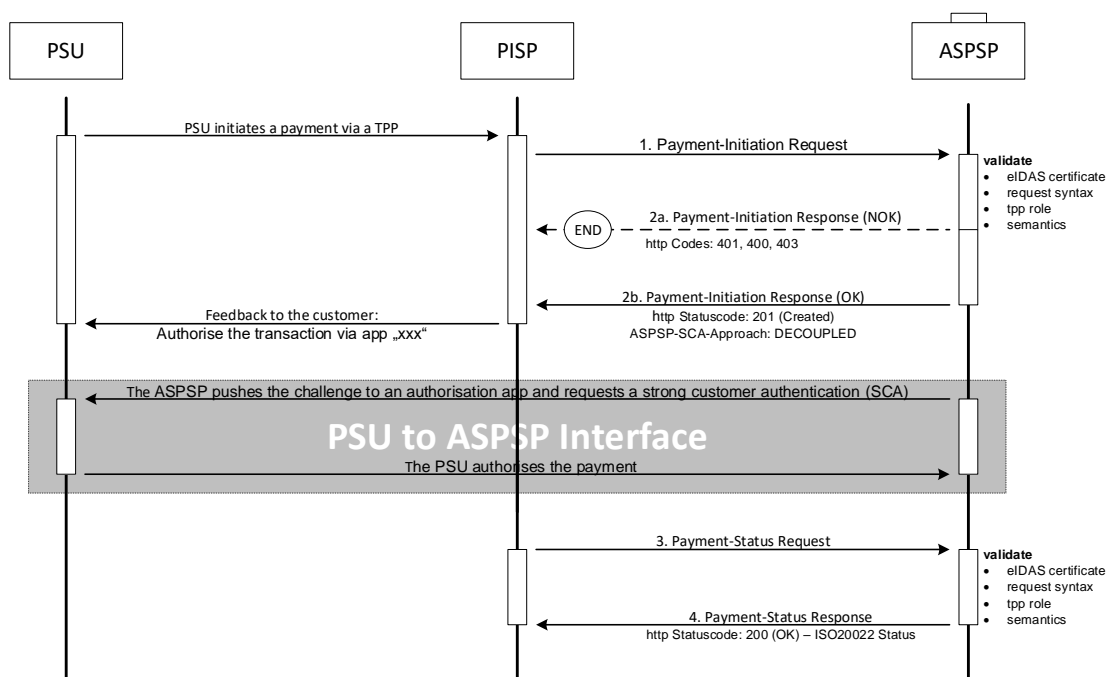 PSU
PISP
ASPSP
PSU initiates a payment via a TPP
1. Payment-Initiation Request
validate
• eIDAS certificate
• request syntax
• tpp role
• semantics
2a. Payment-Initiation Response (NOK)
END
http Codes: 401, 400, 403
2b. Payment-Initiation Response (OK)
http Statuscode: 201 (Created)
ASPSP-SCA-Approach: DECOUPLED
Feedback to the customer:
Authorise the transaction via app „xxx“
The ASPSP pushes the challenge to an authorisation app and requests a strong customer authentication (SCA)
PSU to ASPSP Interface
The PSU authorises the payment
3. Payment-Status Request
validate
• eIDAS certificate
• request syntax
• tpp role
• semantics
4. Payment-Status Response
http Statuscode: 200 (OK) – ISO20022 Status